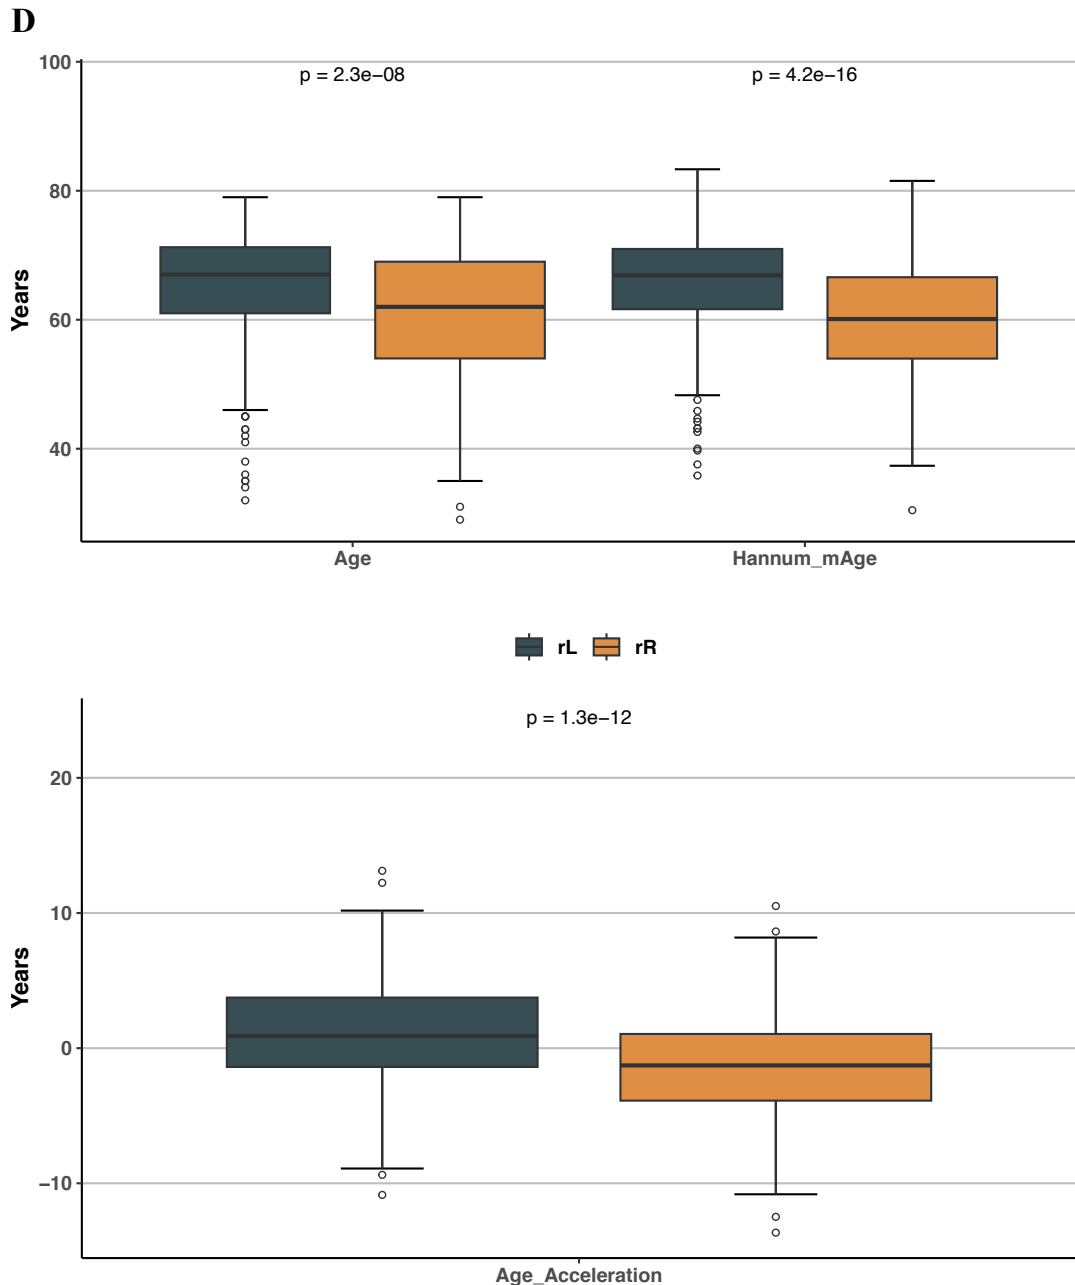 D
100
p = 2.3e−08
p = 4.2e−16
80
60
40
Years
Age
Hannum_mAge
rL
rR
p = 1.3e−12
20
10
0
−10
Years
Age_Acceleration